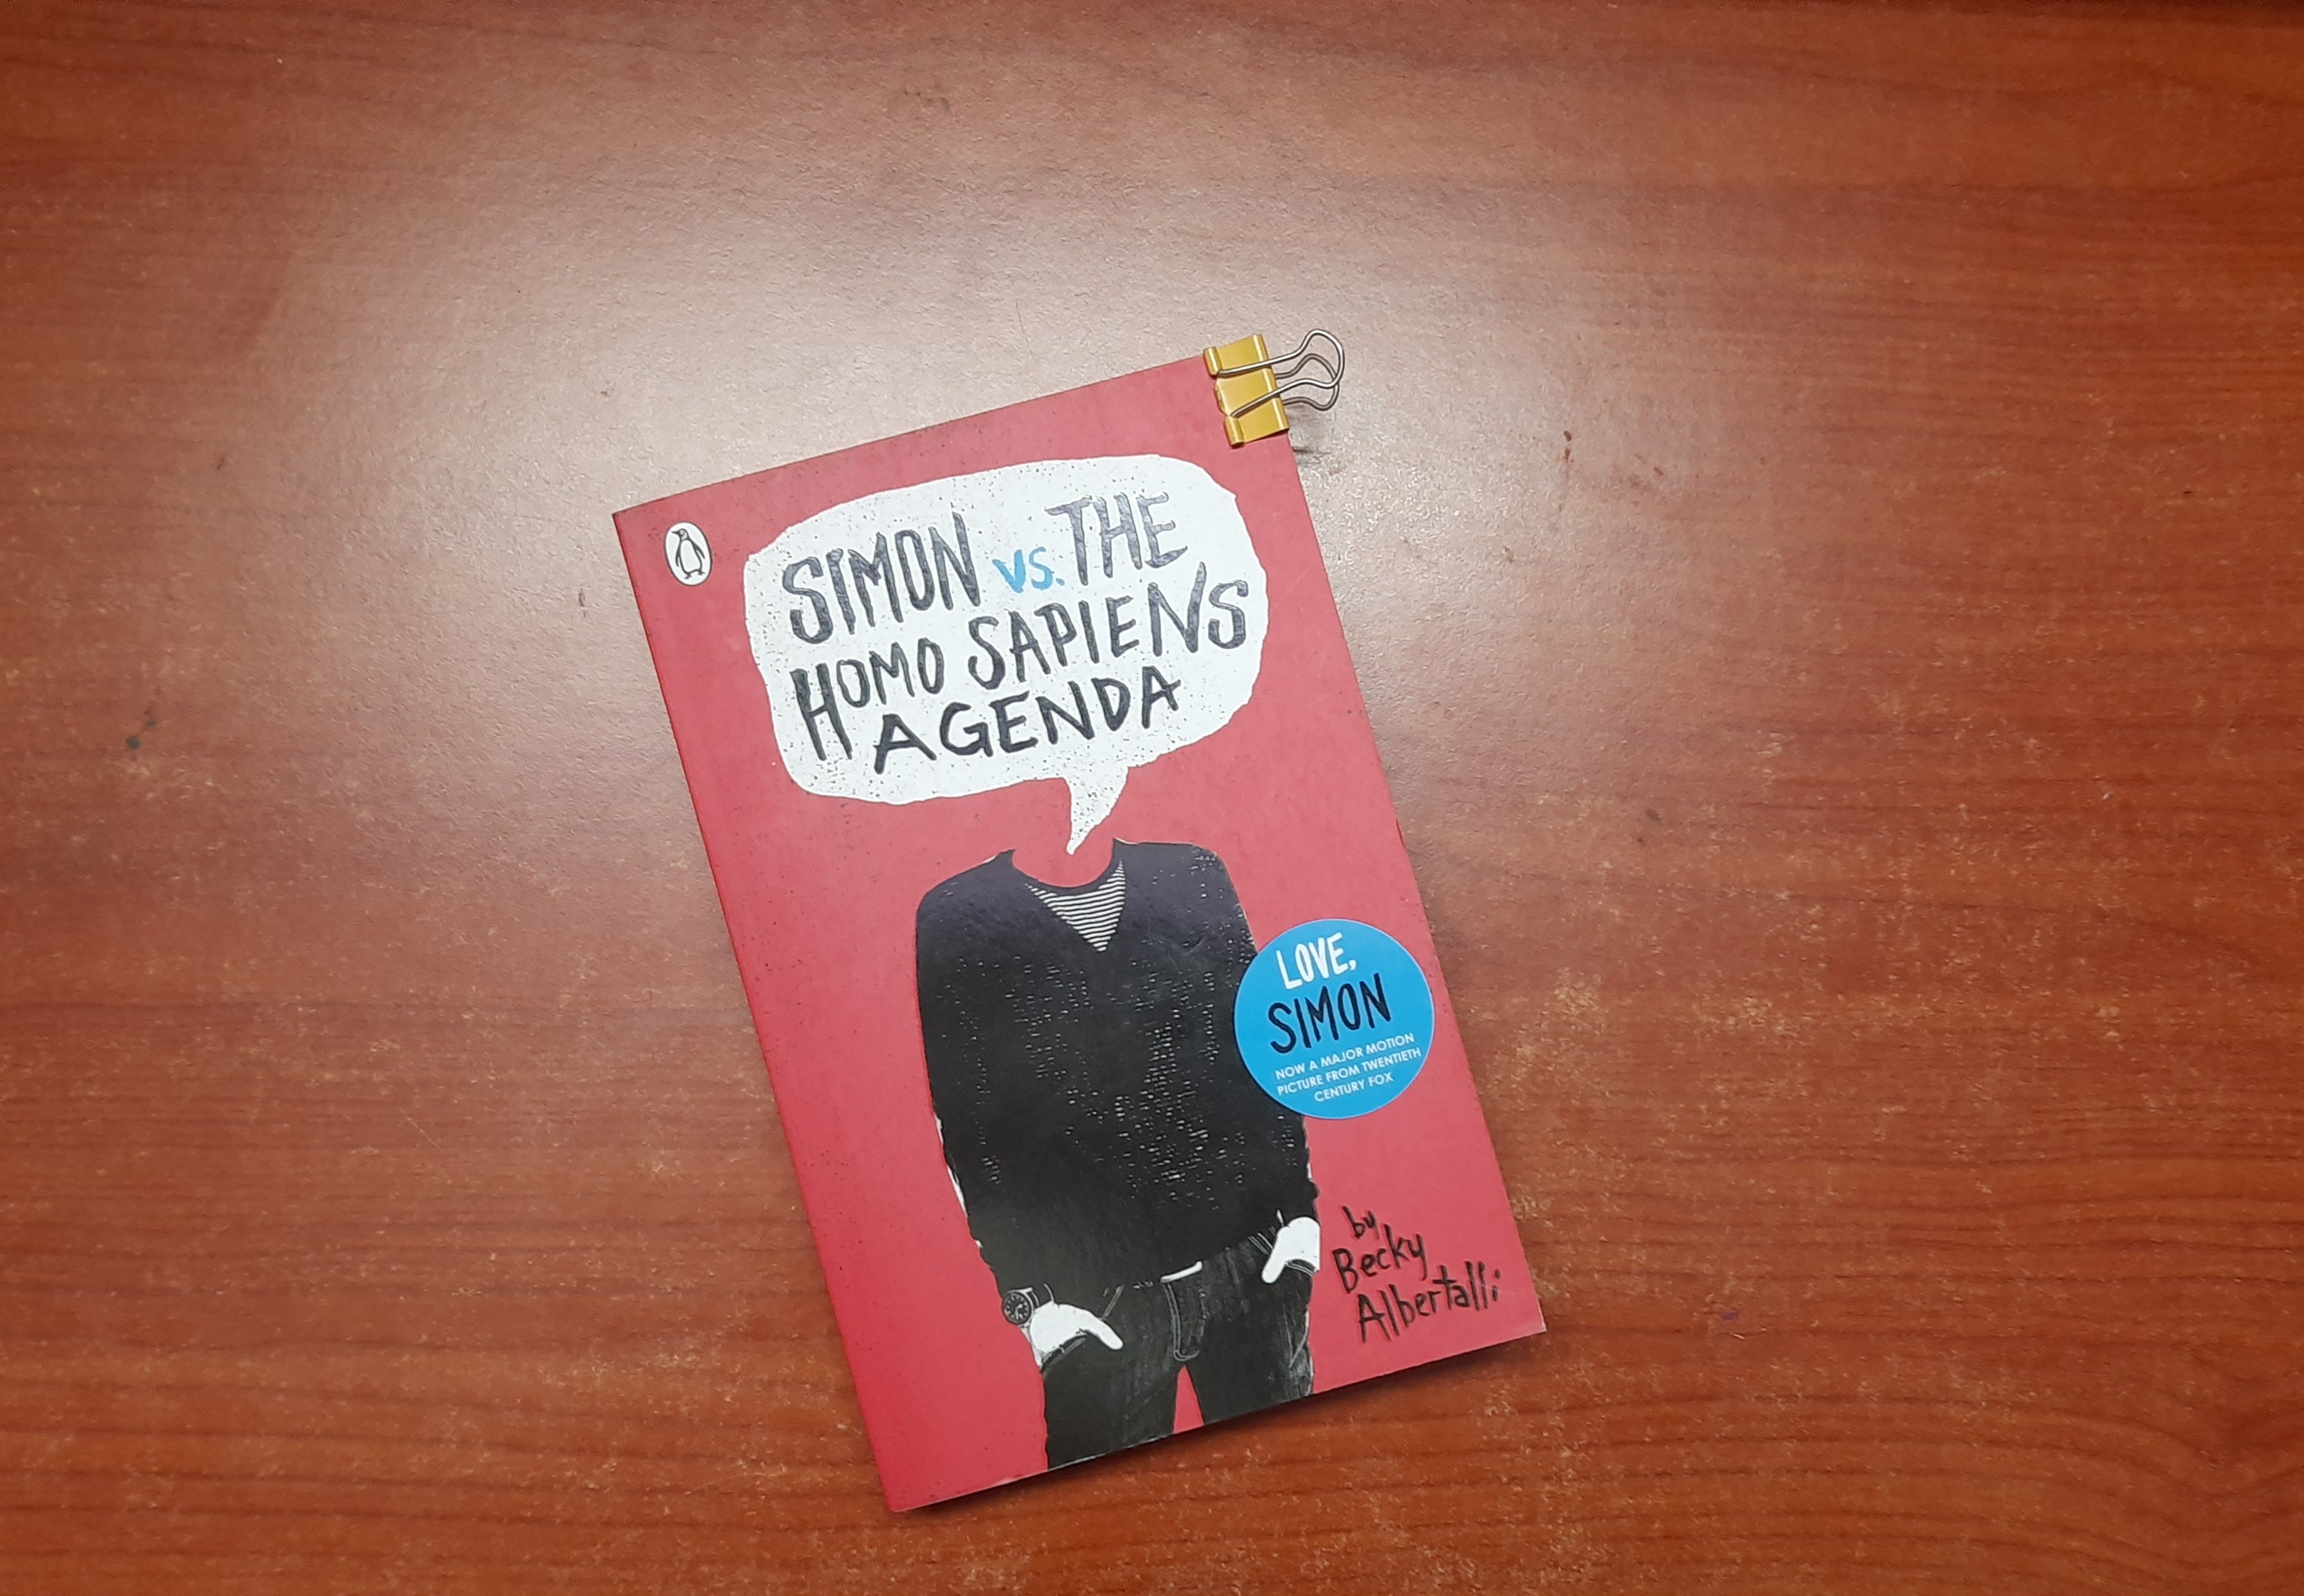 SIMON VS. THE
HOMO SAPIENS
AGENDA
LOVE,
SIMON
NOW A MAJOR MOTION
PICTURE FROM TWENTIETH
CENTURY FOX
by
Becky
Albertalli